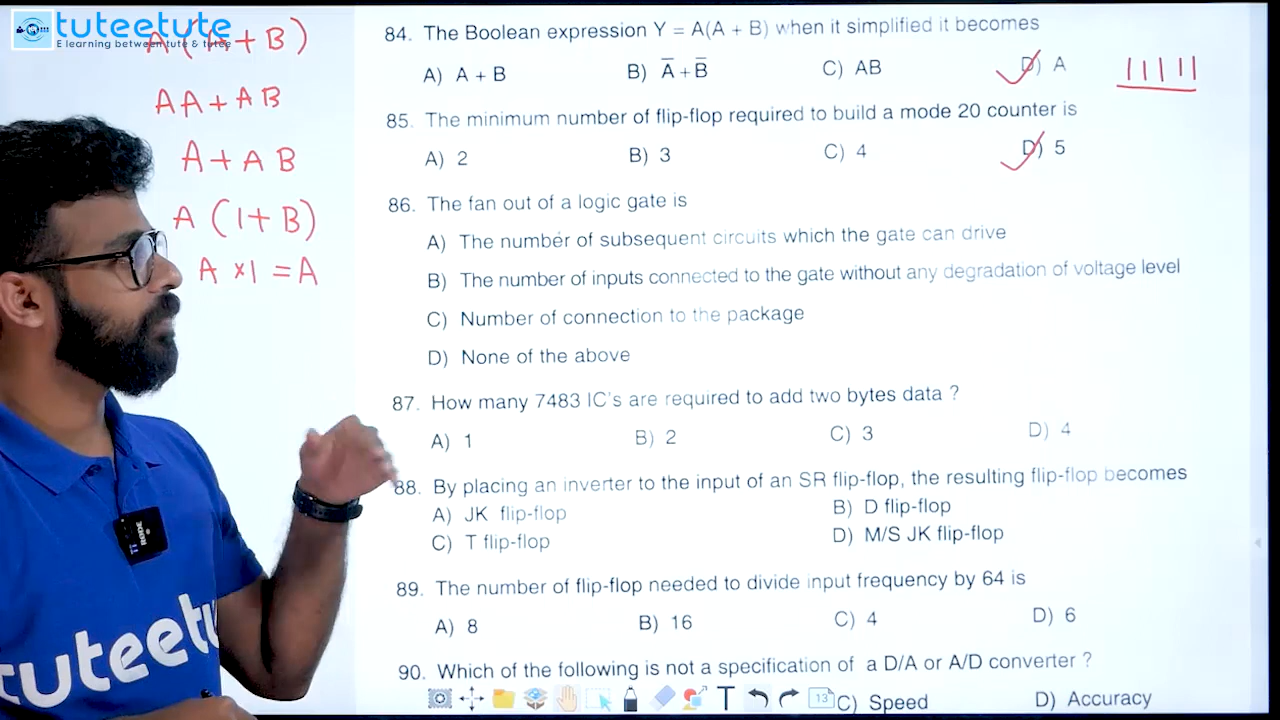 tuteetute
E learning between tute & tutee
A (A + B)
AA + AB
A + AB
A (1 + B)
A × 1 = A
84. The Boolean expression Y = A(A + B) when it simplified it becomes
A) A + B B) A̅ + B̅ C) AB D) A
85. The minimum number of flip-flop required to build a mode 20 counter is
A) 2 B) 3 C) 4 D) 5
86. The fan out of a logic gate is
A) The number of subsequent circuits which the gate can drive
B) The number of inputs connected to the gate without any degradation of voltage level
C) Number of connection to the package
D) None of the above
87. How many 7483 IC's are required to add two bytes data ?
A) 1 B) 2 C) 3 D) 4
88. By placing an inverter to the input of an SR flip-flop, the resulting flip-flop becomes
A) JK flip-flop B) D flip-flop
C) T flip-flop D) M/S JK flip-flop
89. The number of flip-flop needed to divide input frequency by 64 is
A) 8 B) 16 C) 4 D) 6
90. Which of the following is not a specification of a D/A or A/D converter ?
T 13 C) Speed D) Accuracy
RODE
tuteetut